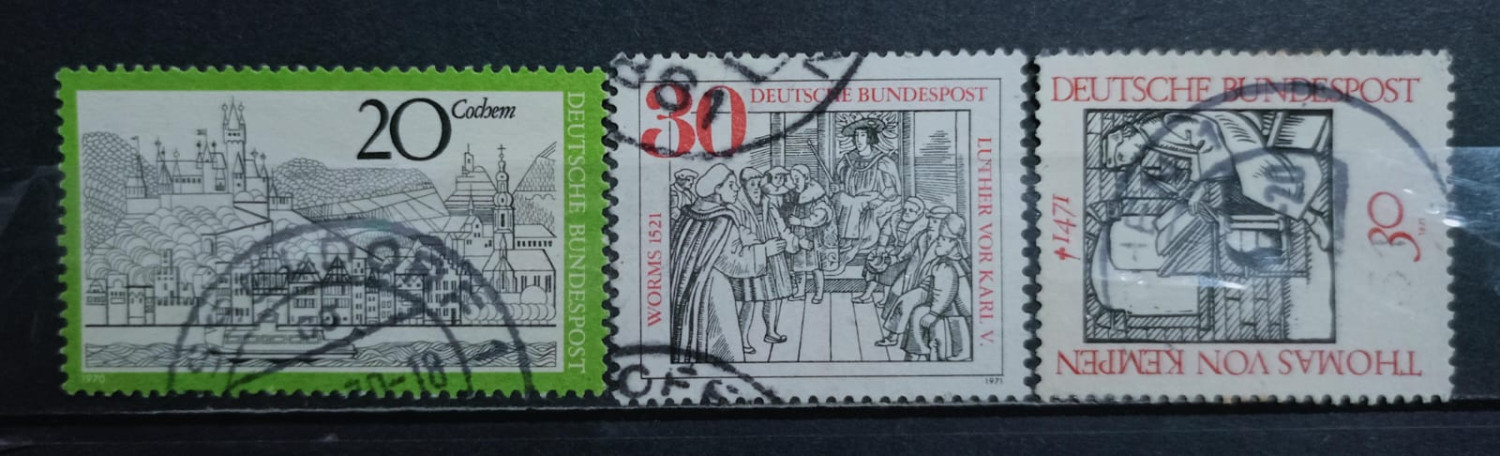 20 Cochem
DEUTSCHE BUNDESPOST
1970
30
DEUTSCHE BUNDESPOST
WORMS 1521
LUTHER VOR KARL V.
1971
DEUTSCHE BUNDESPOST
†1471
30
THOMAS VON KEMPEN